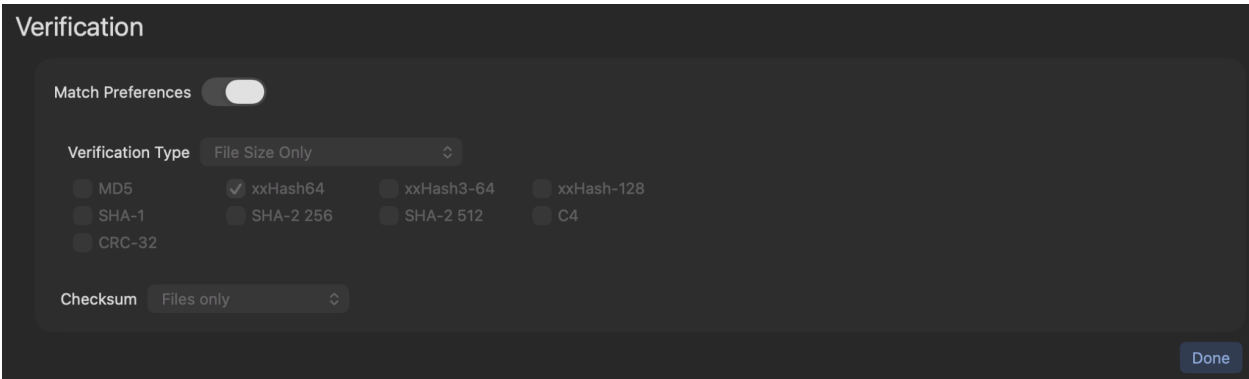 Verification
Match Preferences
Verification Type File Size Only
MD5 xxHash64 xxHash3-64 xxHash-128
SHA-1 SHA-2 256 SHA-2 512 C4
CRC-32
Checksum Files only
Done